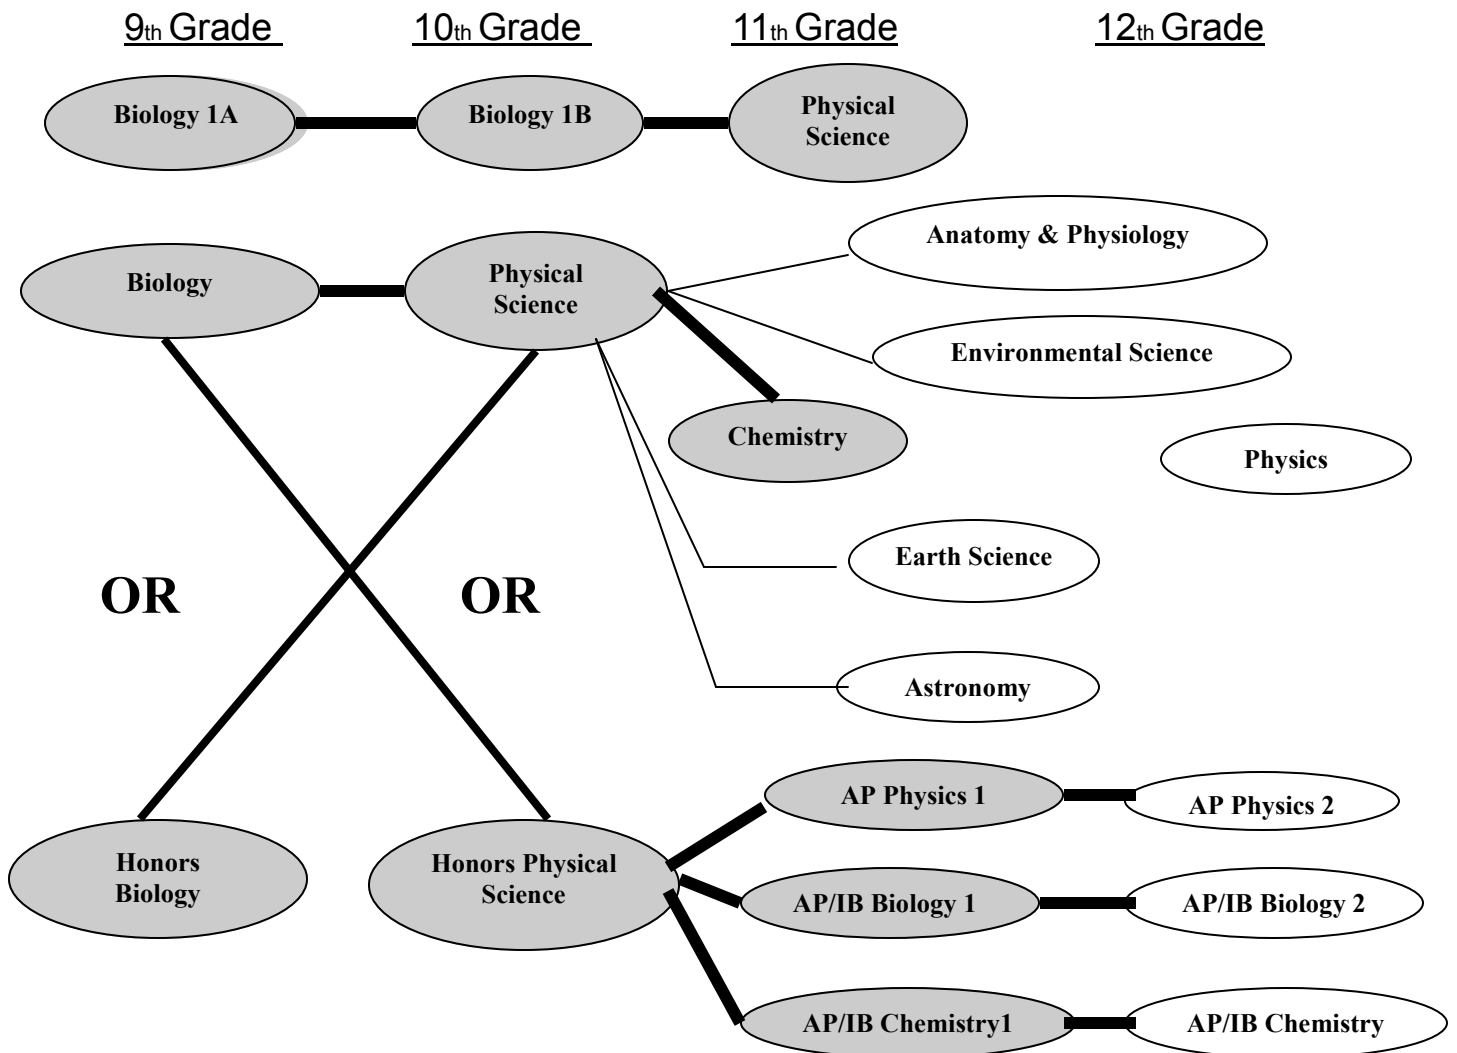 9th Grade
10th Grade
11th Grade
12th Grade
Biology 1A
Biology 1B
Physical
Science
Biology
Physical
Science
Anatomy & Physiology
Environmental Science
Chemistry
Physics
Earth Science
OR
OR
Astronomy
AP Physics 1
AP Physics 2
Honors
Biology
Honors Physical
Science
AP/IB Biology 1
AP/IB Biology 2
AP/IB Chemistry1
AP/IB Chemistry